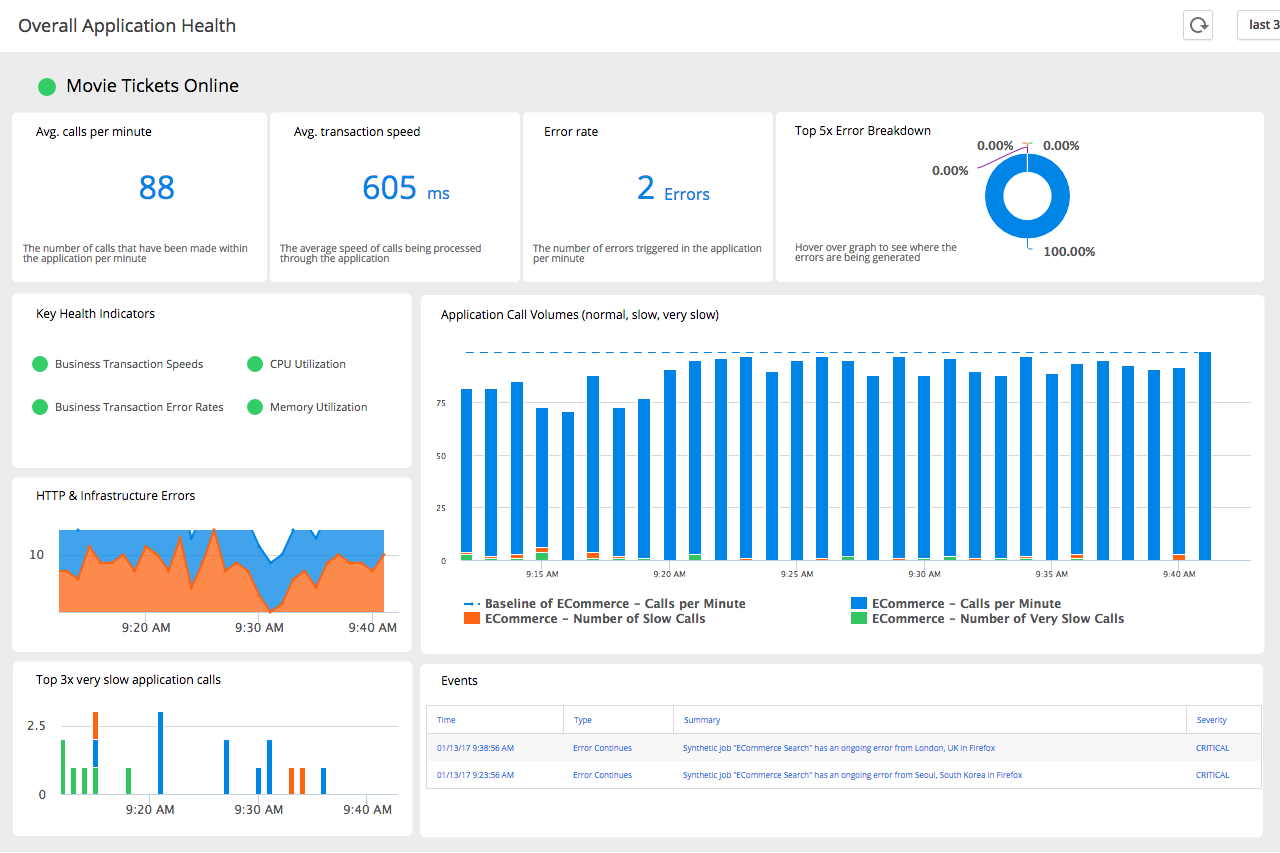 Overall Application Health
last 3
Movie Tickets Online
Avg. calls per minute
88
The number of calls that have been made within
the application per minute
Avg. transaction speed
605 ms
The average speed of calls being processed
through the application
Error rate
2 Errors
The number of errors triggered in the application
per minute
Top 5x Error Breakdown
0.00% 0.00%
0.00%
100.00%
Hover over graph to see where the
errors are being generated
Key Health Indicators
Business Transaction Speeds
CPU Utilization
Business Transaction Error Rates
Memory Utilization
Application Call Volumes (normal, slow, very slow)
75
50
25
0
9:15 AM 9:20 AM 9:25 AM 9:30 AM 9:35 AM 9:40 AM
Baseline of ECommerce – Calls per Minute
ECommerce – Calls per Minute
ECommerce – Number of Slow Calls
ECommerce – Number of Very Slow Calls
HTTP & Infrastructure Errors
10
9:20 AM 9:30 AM 9:40 AM
Top 3x very slow application calls
2.5
0
9:20 AM 9:30 AM 9:40 AM
Events
Time Type Summary Severity
01/13/17 9:38:56 AM Error Continues Synthetic job "ECommerce Search" has an ongoing error from London, UK in Firefox CRITICAL
01/13/17 9:23:56 AM Error Continues Synthetic job "ECommerce Search" has an ongoing error from Seoul, South Korea in Firefox CRITICAL